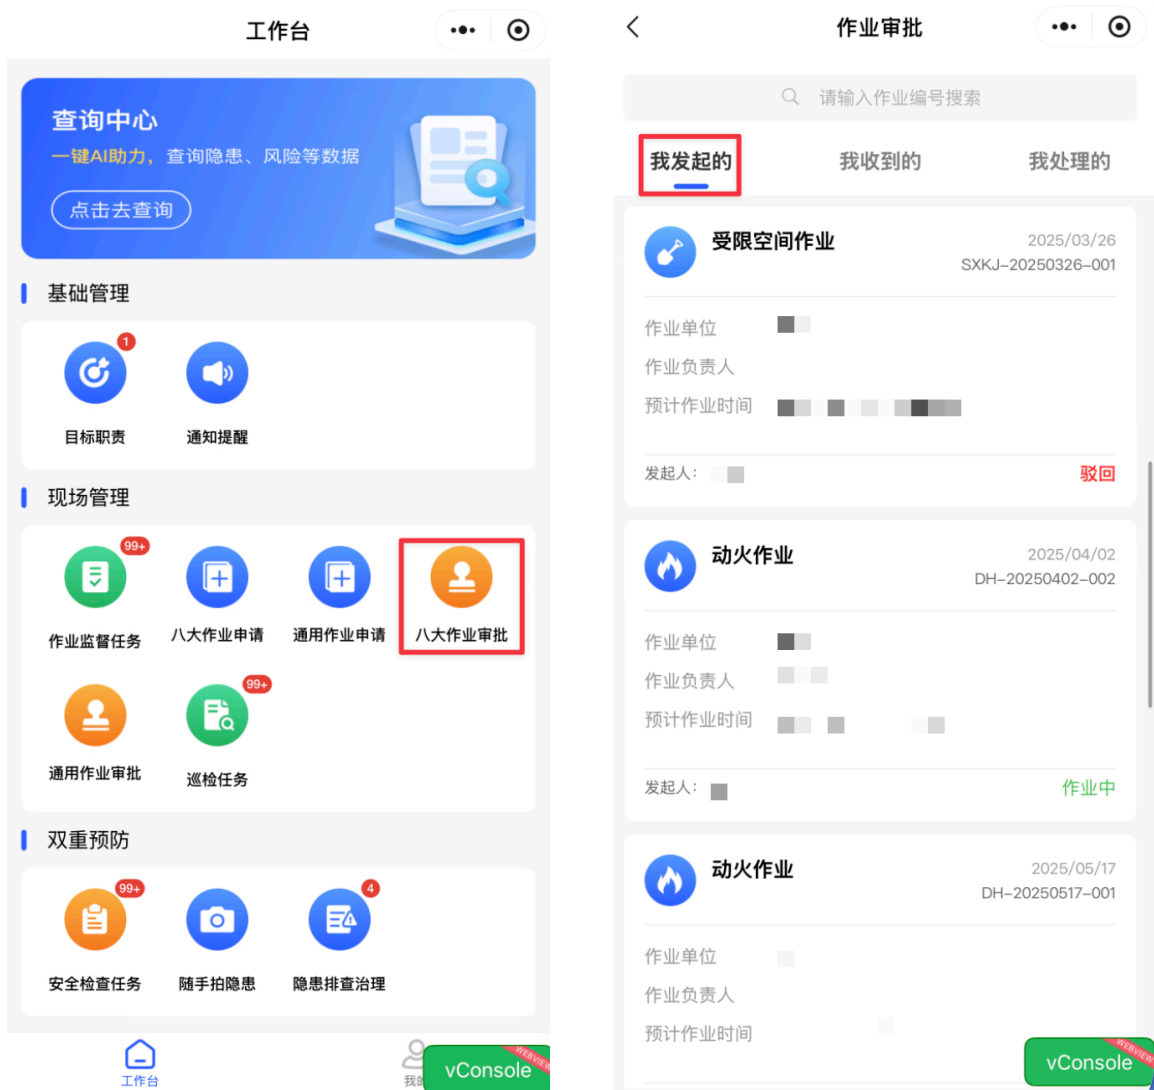 工作台
查询中心
一键AI助力，查询隐患、风险等数据
点击去查询
基础管理
1
目标职责
通知提醒
现场管理
99+
作业监督任务
八大作业申请
通用作业申请
八大作业审批
99+
通用作业审批
巡检任务
双重预防
99+
4
安全检查任务
随手拍隐患
隐患排查治理
工作台
我的
vConsole
WEBVIEW
作业审批
请输入作业编号搜索
我发起的
我收到的
我处理的
受限空间作业
2025/03/26
SXKJ-20250326-001
作业单位
作业负责人
预计作业时间
发起人:
驳回
动火作业
2025/04/02
DH-20250402-002
作业单位
作业负责人
预计作业时间
发起人:
作业中
动火作业
2025/05/17
DH-20250517-001
作业单位
作业负责人
预计作业时间
vConsole
WEBVIEW